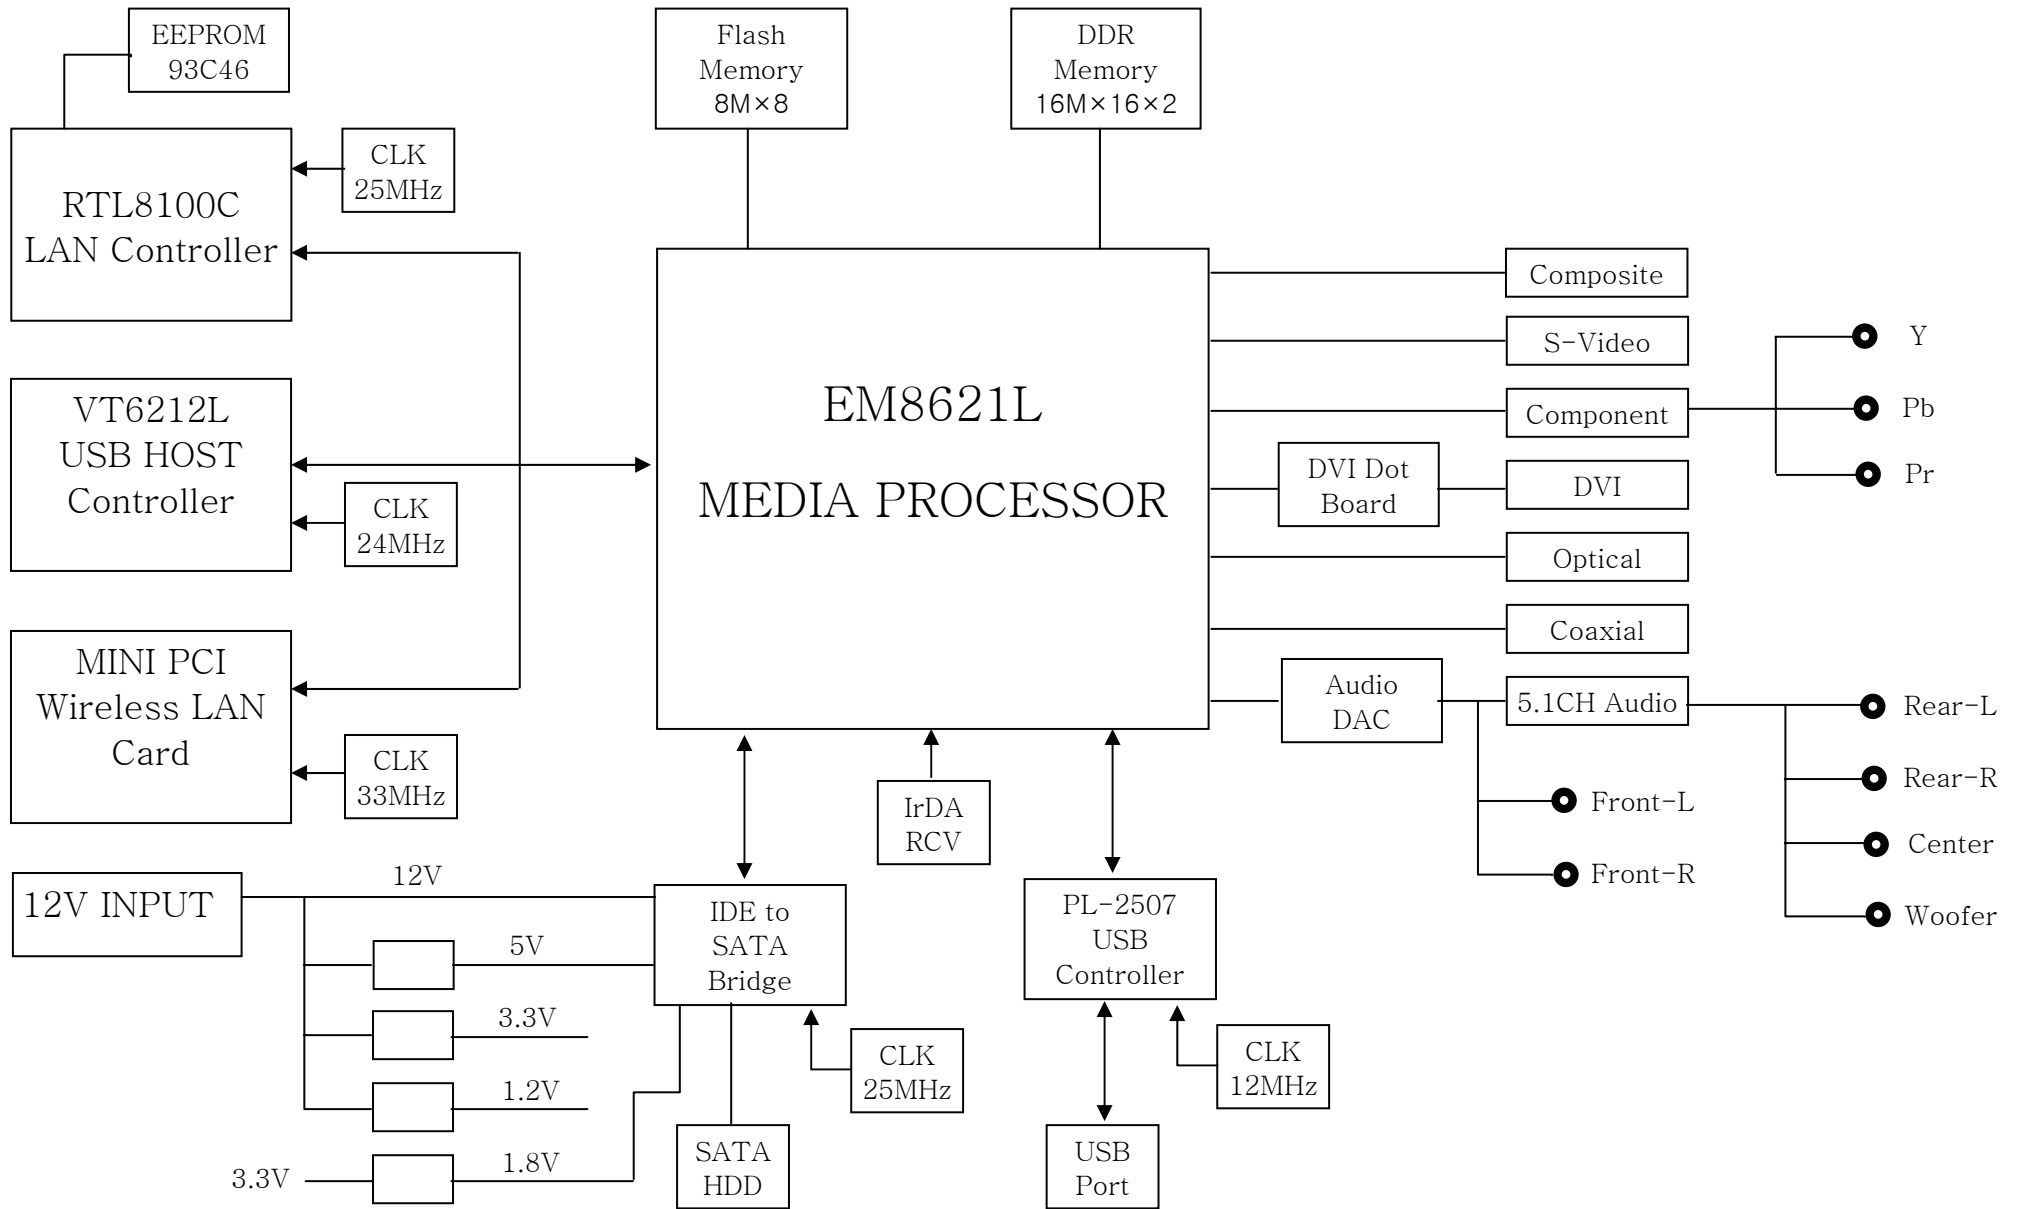 EEPROM
93C46
Flash
Memory
8M×8
DDR
Memory
16M×16×2
RTL8100C
LAN Controller
CLK
25MHz
VT6212L
USB HOST
Controller
CLK
24MHz
MINI PCI
Wireless LAN
Card
CLK
33MHz
EM8621L
MEDIA PROCESSOR
Composite
S-Video
Component
Y
Pb
Pr
DVI Dot
Board
DVI
Optical
Coaxial
Audio
DAC
5.1CH Audio
Rear-L
Rear-R
Center
Woofer
Front-L
Front-R
IrDA
RCV
12V INPUT
12V
5V
3.3V
1.2V
3.3V
1.8V
IDE to
SATA
Bridge
CLK
25MHz
SATA
HDD
PL-2507
USB
Controller
CLK
12MHz
USB
Port